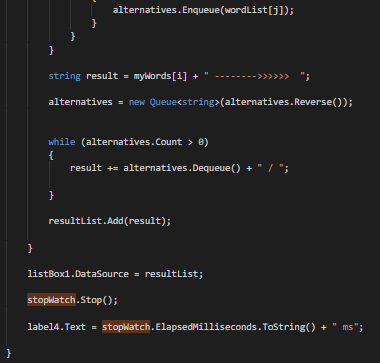 {
alternatives.Enqueue(wordList[j]);
}
}
}
string result = myWords[i] + " -------->>>>>>  ";
alternatives = new Queue<string>(alternatives.Reverse());
while (alternatives.Count > 0)
{
result += alternatives.Dequeue() + " / ";
}
resultList.Add(result);
}
listBox1.DataSource = resultList;
stopWatch.Stop();
label4.Text = stopWatch.ElapsedMilliseconds.ToString() + " ms";
}